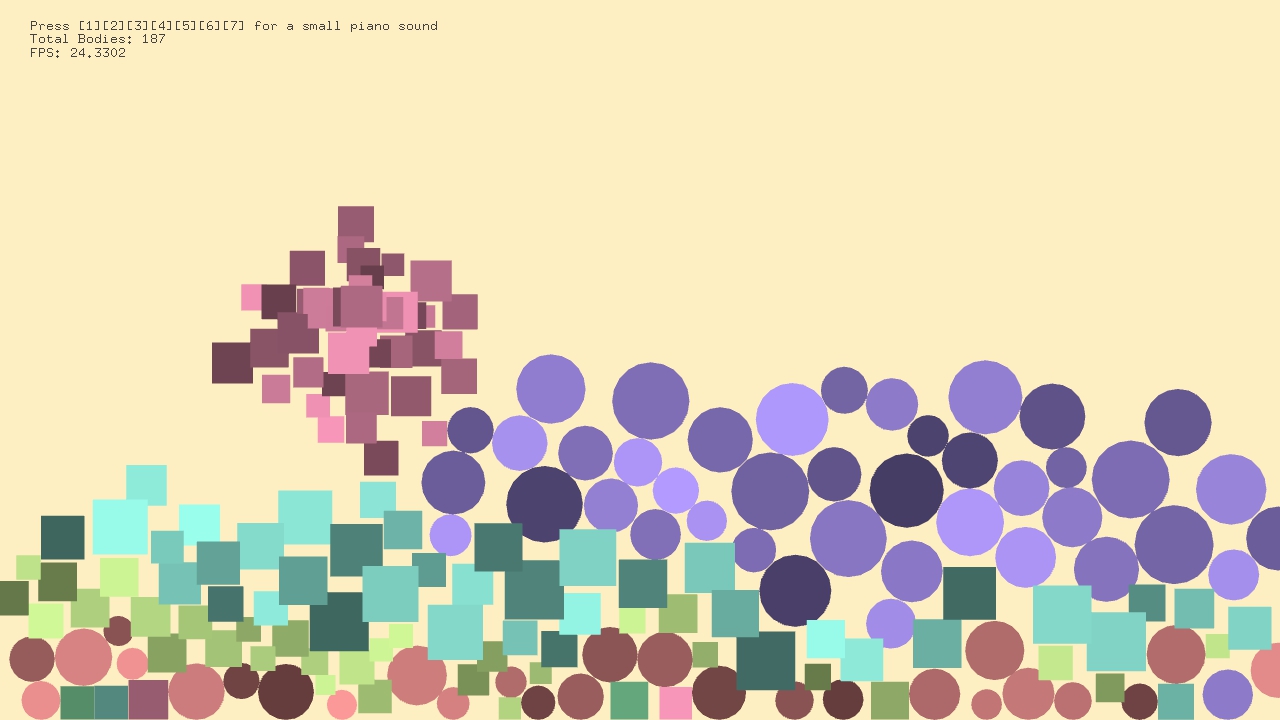 Press [1][2][3][4][5][6][7] for a small piano sound
Total Bodies: 187
FPS: 24.3302